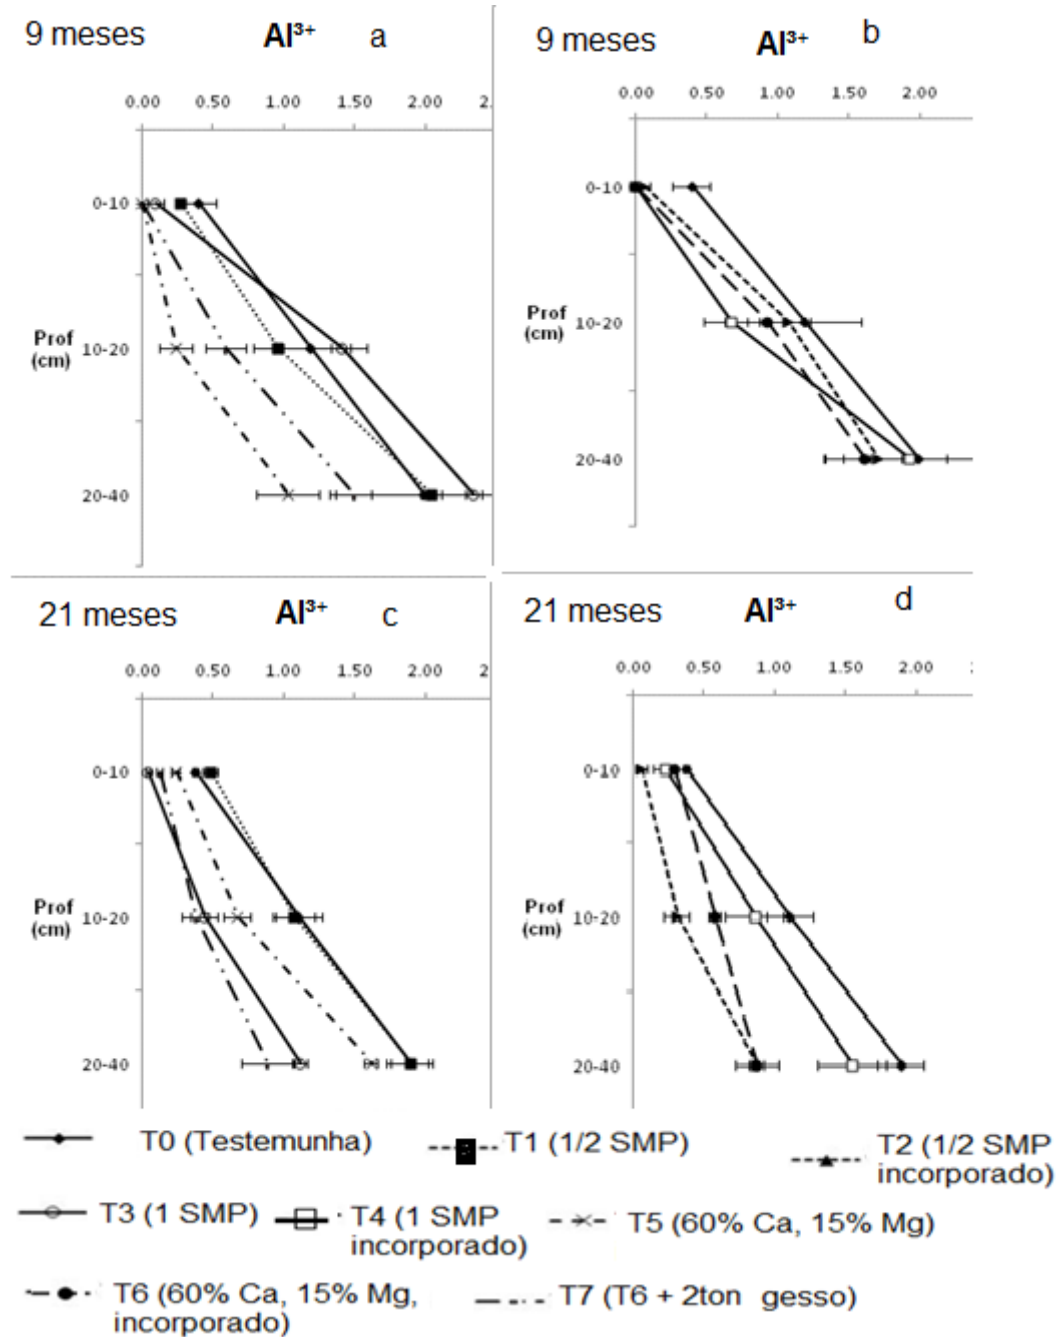 9 meses Al³⁺ a
0.00 0.50 1.00 1.50 2.00 2.
0-10
Prof
(cm)
10-20
20-40
9 meses Al³⁺ b
0.00 0.50 1.00 1.50 2.00
0-10
Prof
(cm)
10-20
20-40
21 meses Al³⁺ c
0.00 0.50 1.00 1.50 2.00 2
0-10
Prof
(cm)
10-20
20-40
21 meses Al³⁺ d
0.00 0.50 1.00 1.50 2.00
0-10
Prof
(cm)
10-20
20-40
T0 (Testemunha)
T1 (1/2 SMP)
T2 (1/2 SMP
incorporado)
T3 (1 SMP)
T4 (1 SMP
incorporado)
T5 (60% Ca, 15% Mg)
T6 (60% Ca, 15% Mg,
incorporado)
T7 (T6 + 2ton gesso)